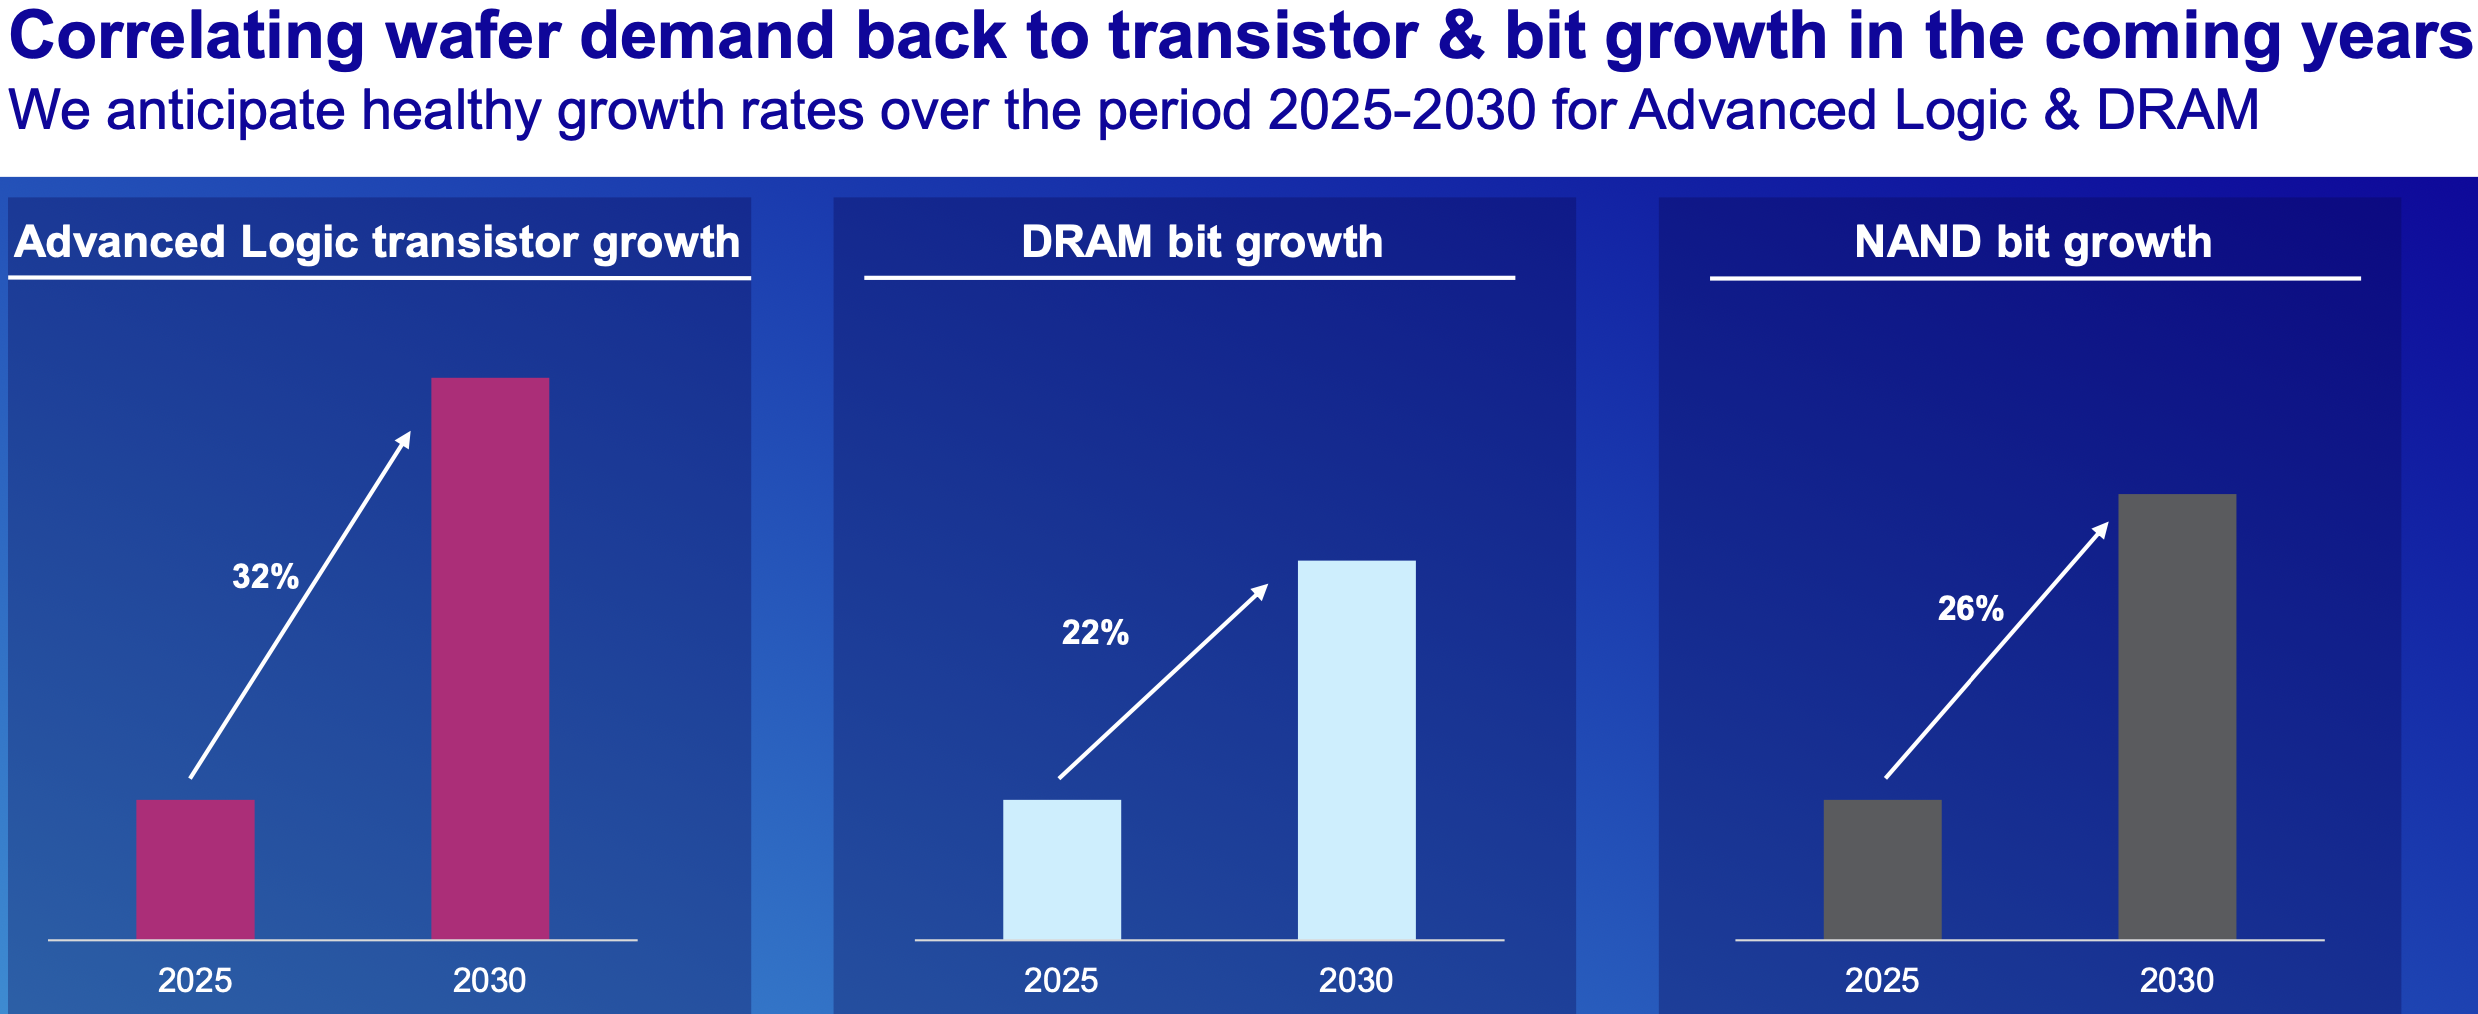 Correlating wafer demand back to transistor & bit growth in the coming years
We anticipate healthy growth rates over the period 2025-2030 for Advanced Logic & DRAM
Advanced Logic transistor growth
32%
2025
2030
DRAM bit growth
22%
2025
2030
NAND bit growth
26%
2025
2030